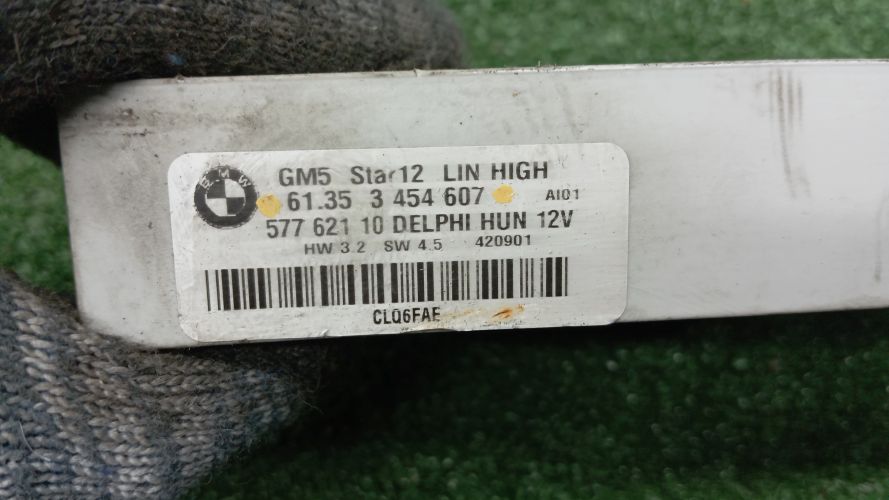 BMW
GM5 Star12 LIN HIGH
61.35 3 454 607 AI01
577 621 10 DELPHI HUN 12V
HW 3.2 SW 4.5 420901
CLQ6FAE